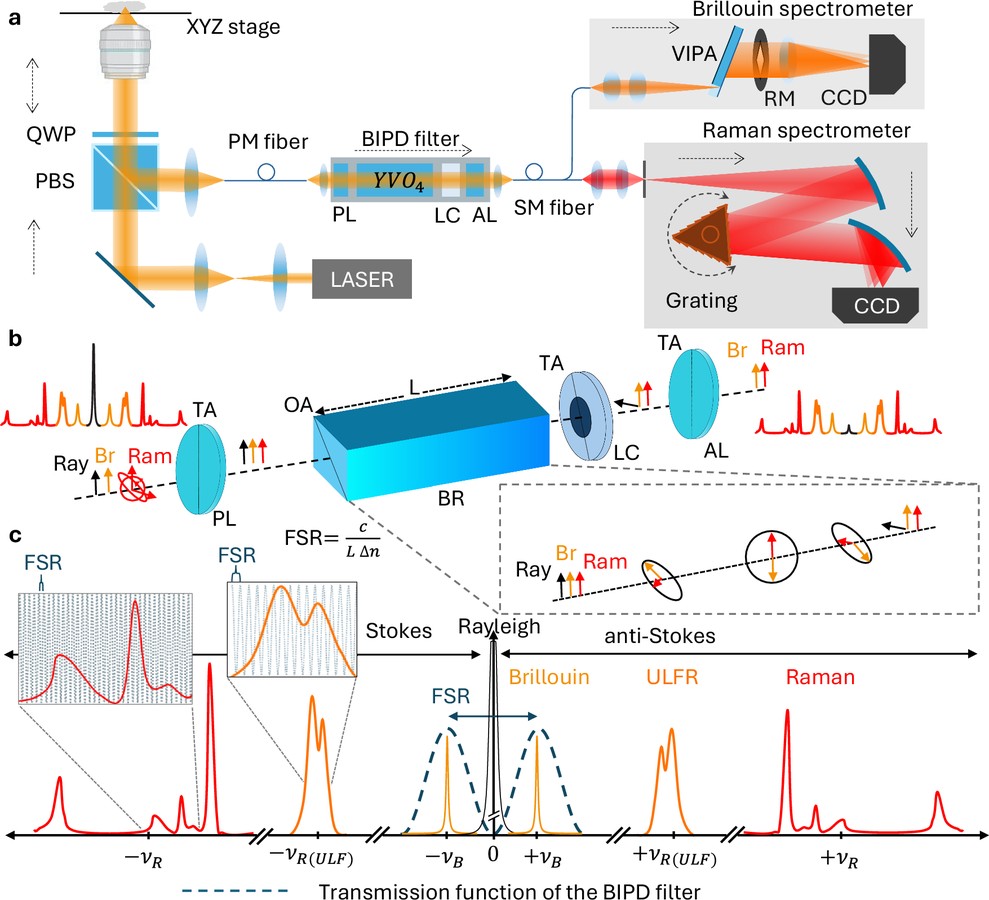 a
XYZ stage
QWP
PBS
PM fiber
BIPD filter
YVO₄
PL
LC
AL
SM fiber
LASER
Brillouin spectrometer
VIPA
RM
CCD
Raman spectrometer
Grating
CCD
b
Ray
Br
Ram
TA
PL
OA
L
BR
TA
LC
TA
AL
Br
Ram
FSR= c / L Δn
Ray
Br
Ram
c
FSR
FSR
Stokes
Rayleigh
anti-Stokes
FSR
Brillouin
ULFR
Raman
−νR
−νR(ULF)
−νB
0
+νB
+νR(ULF)
+νR
Transmission function of the BIPD filter